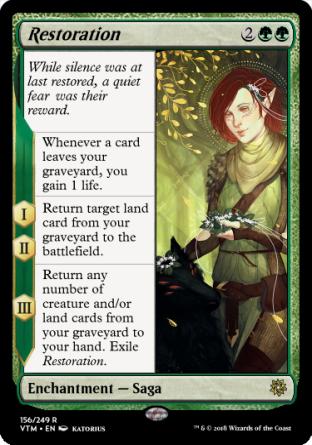 Restoration 2
While silence was at
last restored, a quiet
fear was their
reward.
Whenever a card
leaves your
graveyard, you
gain 1 life.
I
II
Return target land
card from your
graveyard to the
battlefield.
III
Return any
number of
creature and/or
land cards from
your graveyard to
your hand. Exile
Restoration.
Enchantment — Saga
156/249 R
VTM • EN KATORIUS
™ & © 2018 Wizards of the Coast